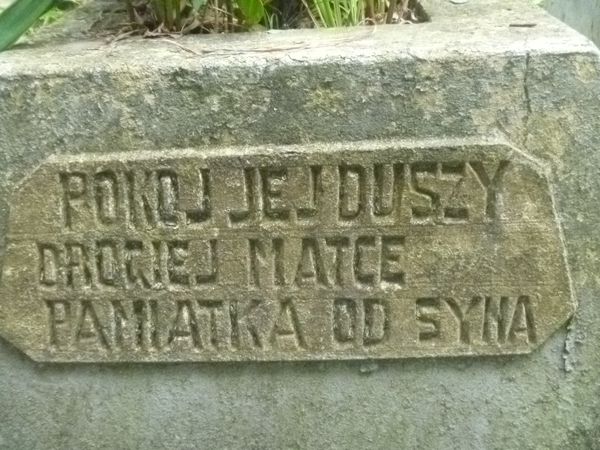 POKOJ JEJ DUSZY
DROGIEJ MATCE
PAMIATKA OD SYNA